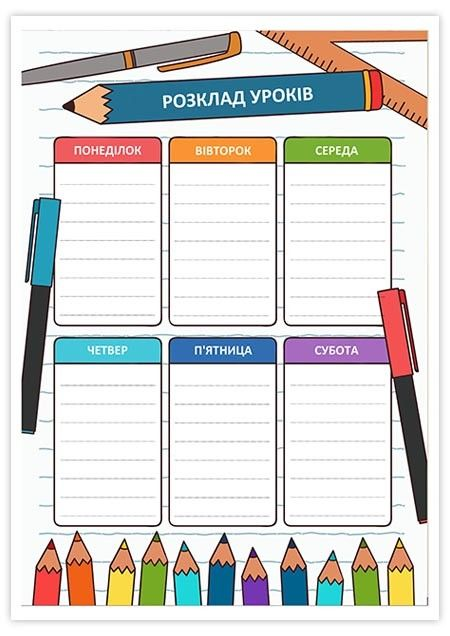 РОЗКЛАД УРОКІВ
ПОНЕДІЛОК
ВІВТОРОК
СЕРЕДА
ЧЕТВЕР
П'ЯТНИЦА
СУБОТА